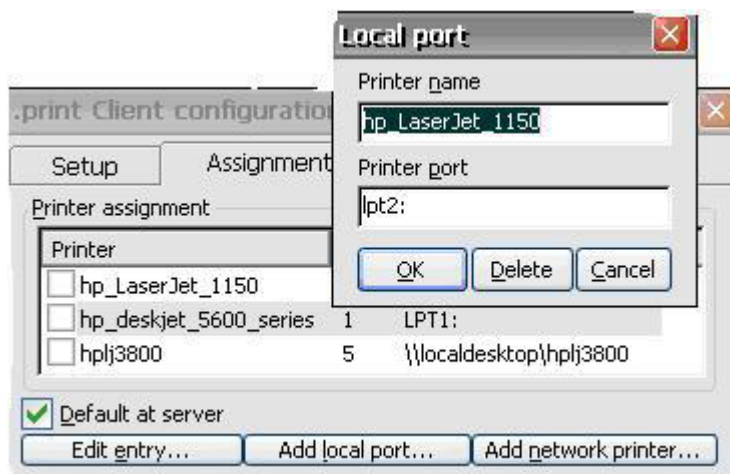 Local port
Printer name
hp_LaserJet_1150
Printer port
lpt2:
OK Delete Cancel
.print Client configuratio
Setup Assignment
Printer assignment
Printer
hp_LaserJet_1150
hp_deskjet_5600_series 1 LPT1:
hplj3800 5 \\localdesktop\hplj3800
Default at server
Edit entry... Add local port... Add network printer...